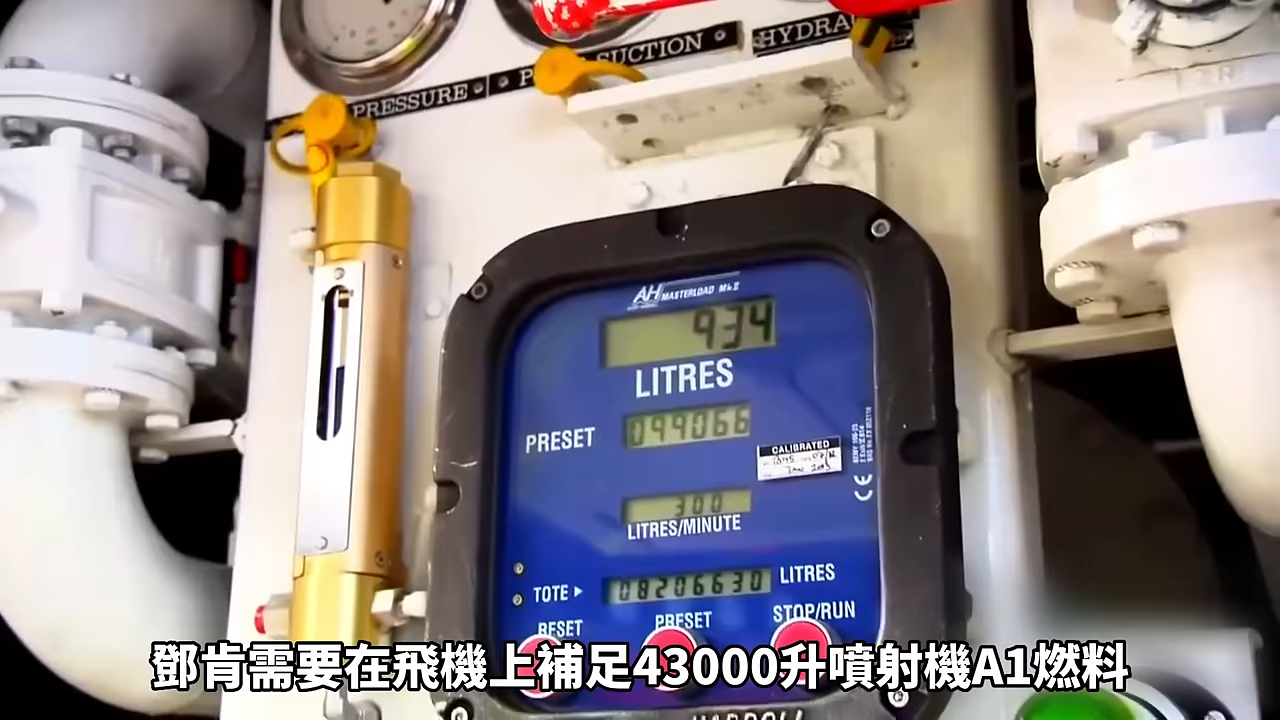 PRESSURE
SUCTION
HYDRA
AH MASTERLOAD Mk II
934
LITRES
PRESET
099066
CALIBRATED
300
LITRES/MINUTE
TOTE
08206630
LITRES
RESET
PRESET
STOP/RUN
鄧肯需要在飛機上補足43000升噴射機A1燃料